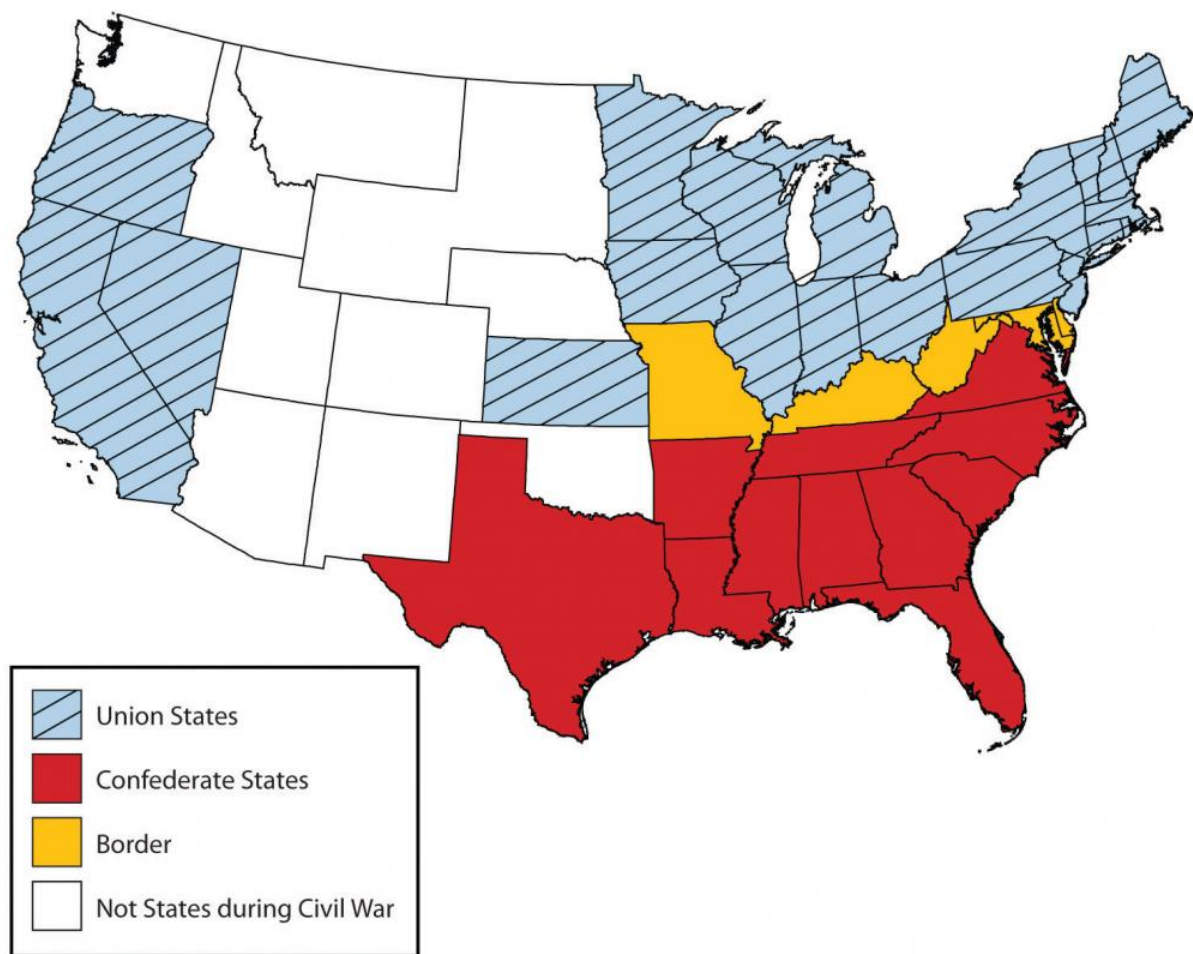 Union States
Confederate States
Border
Not States during Civil War